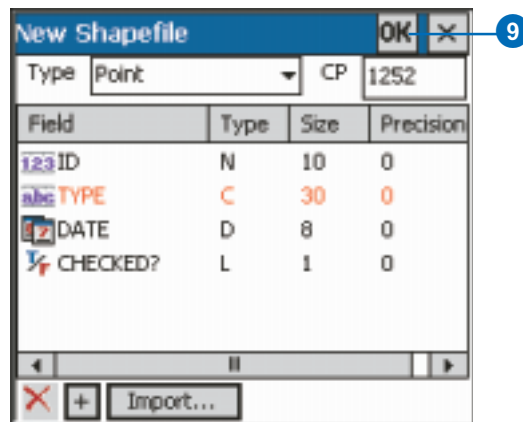 New Shapefile OK × 9
Type Point CP 1252
Field Type Size Precision
123 ID N 10 0
abc TYPE C 30 0
DATE D 8 0
T/F CHECKED? L 1 0
+ Import...